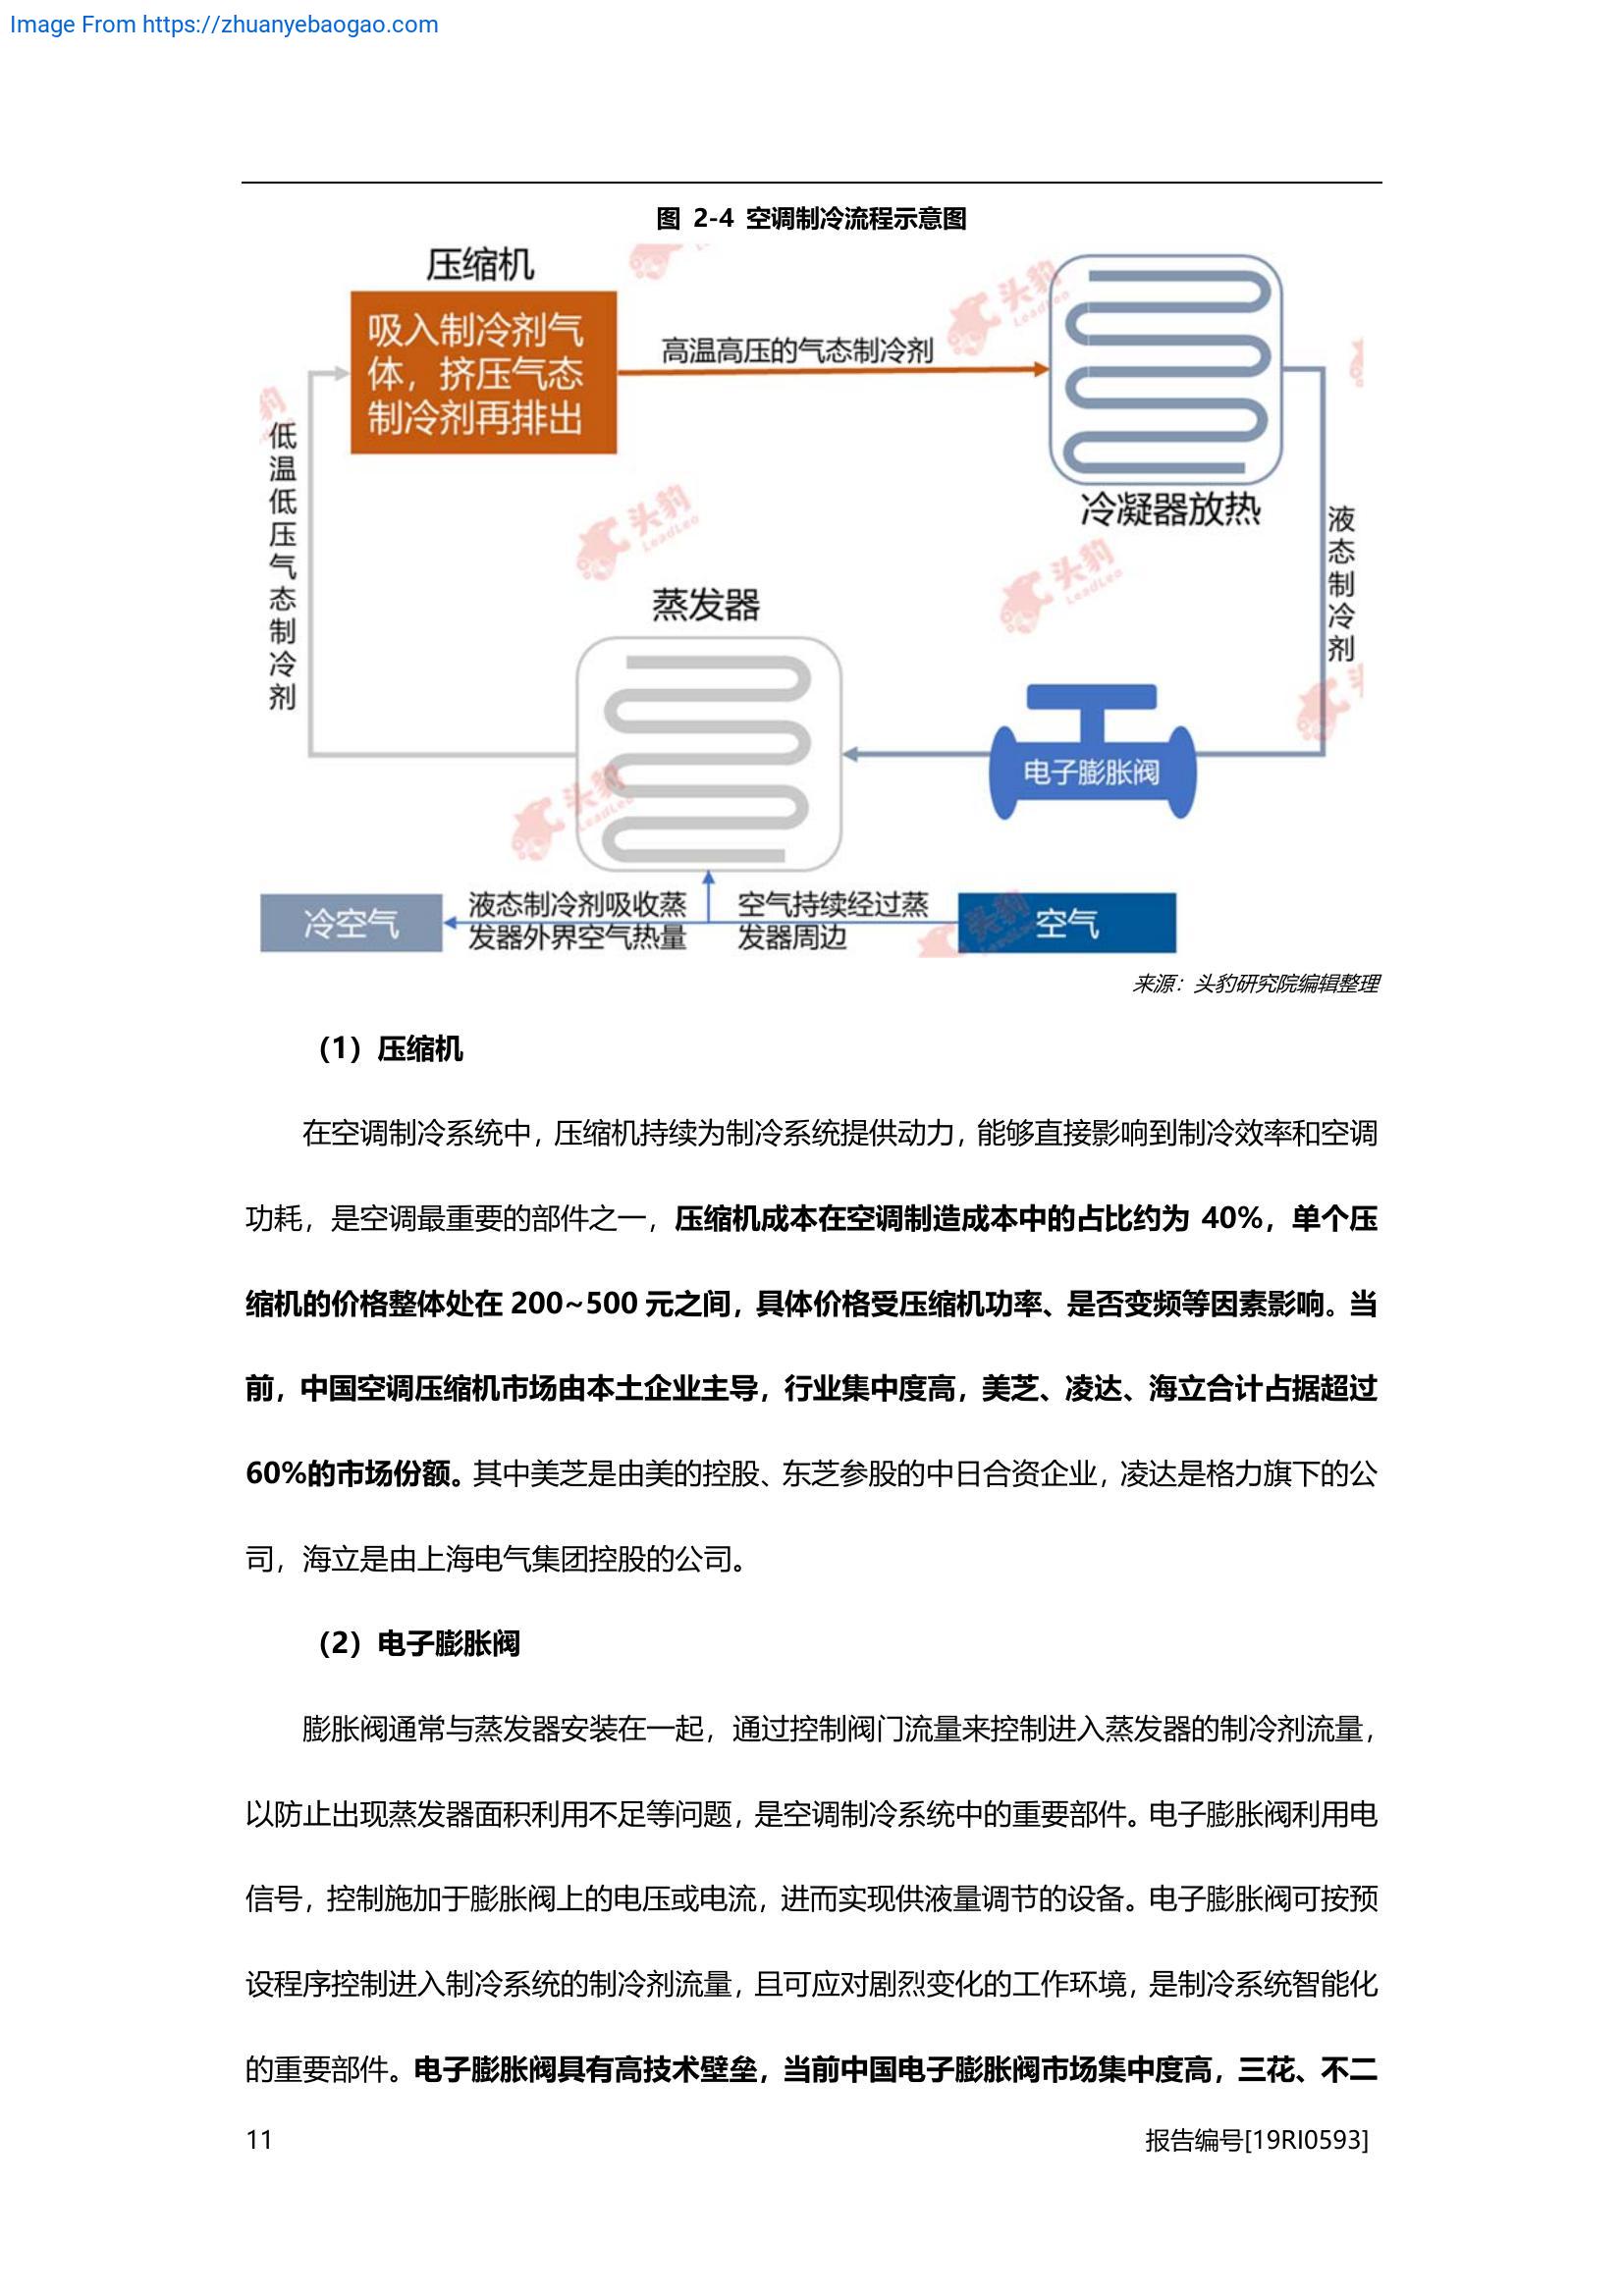 Image From https://zhuanyebaogao.com
图 2-4 空调制冷流程示意图
压缩机
吸入制冷剂气
体，挤压气态
制冷剂再排出
高温高压的气态制冷剂
冷凝器放热
低温低压气态制冷剂
液态制冷剂
蒸发器
电子膨胀阀
冷空气
液态制冷剂吸收蒸
发器外界空气热量
空气持续经过蒸
发器周边
空气
头豹
LeadLeo
头豹
LeadLeo
头豹
LeadLeo
头豹
LeadLeo
来源：头豹研究院编辑整理
（1）压缩机
在空调制冷系统中，压缩机持续为制冷系统提供动力，能够直接影响到制冷效率和空调
功耗，是空调最重要的部件之一，压缩机成本在空调制造成本中的占比约为 40%，单个压
缩机的价格整体处在 200~500 元之间，具体价格受压缩机功率、是否变频等因素影响。当
前，中国空调压缩机市场由本土企业主导，行业集中度高，美芝、凌达、海立合计占据超过
60%的市场份额。其中美芝是由美的控股、东芝参股的中日合资企业，凌达是格力旗下的公
司，海立是由上海电气集团控股的公司。
（2）电子膨胀阀
膨胀阀通常与蒸发器安装在一起，通过控制阀门流量来控制进入蒸发器的制冷剂流量，
以防止出现蒸发器面积利用不足等问题，是空调制冷系统中的重要部件。电子膨胀阀利用电
信号，控制施加于膨胀阀上的电压或电流，进而实现供液量调节的设备。电子膨胀阀可按预
设程序控制进入制冷系统的制冷剂流量，且可应对剧烈变化的工作环境，是制冷系统智能化
的重要部件。电子膨胀阀具有高技术壁垒，当前中国电子膨胀阀市场集中度高，三花、不二
11
报告编号[19RI0593]